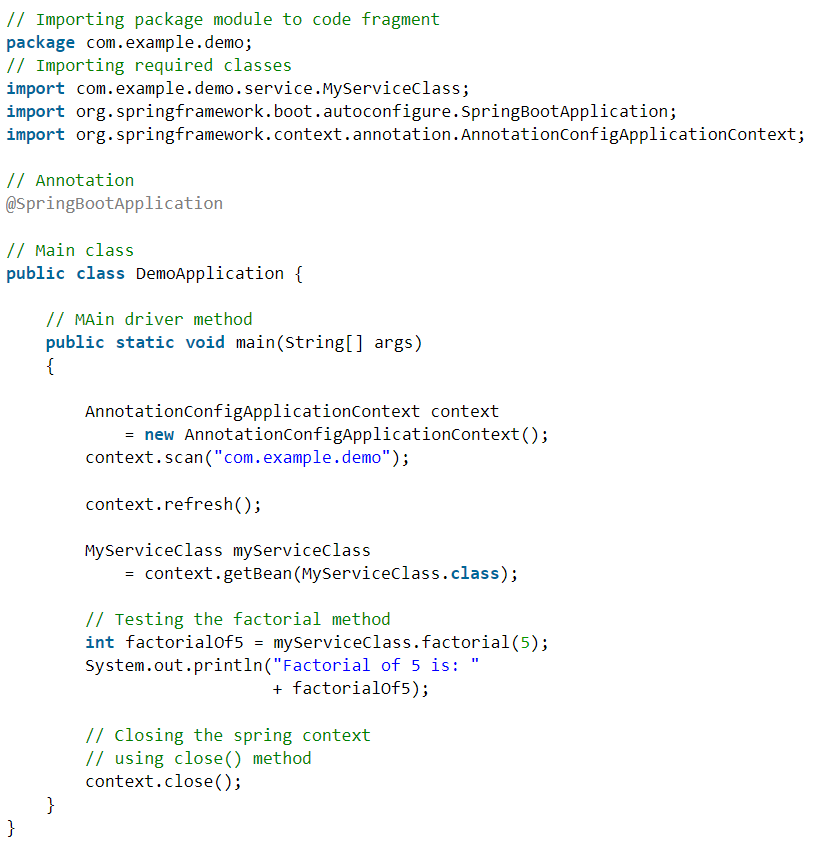 // Importing package module to code fragment
package com.example.demo;
// Importing required classes
import com.example.demo.service.MyServiceClass;
import org.springframework.boot.autoconfigure.SpringBootApplication;
import org.springframework.context.annotation.AnnotationConfigApplicationContext;

// Annotation
@SpringBootApplication

// Main class
public class DemoApplication {

    // MAin driver method
    public static void main(String[] args)
    {

        AnnotationConfigApplicationContext context
            = new AnnotationConfigApplicationContext();
        context.scan("com.example.demo");

        context.refresh();

        MyServiceClass myServiceClass
            = context.getBean(MyServiceClass.class);

        // Testing the factorial method
        int factorialOf5 = myServiceClass.factorial(5);
        System.out.println("Factorial of 5 is: "
                           + factorialOf5);

        // Closing the spring context
        // using close() method
        context.close();
    }
}